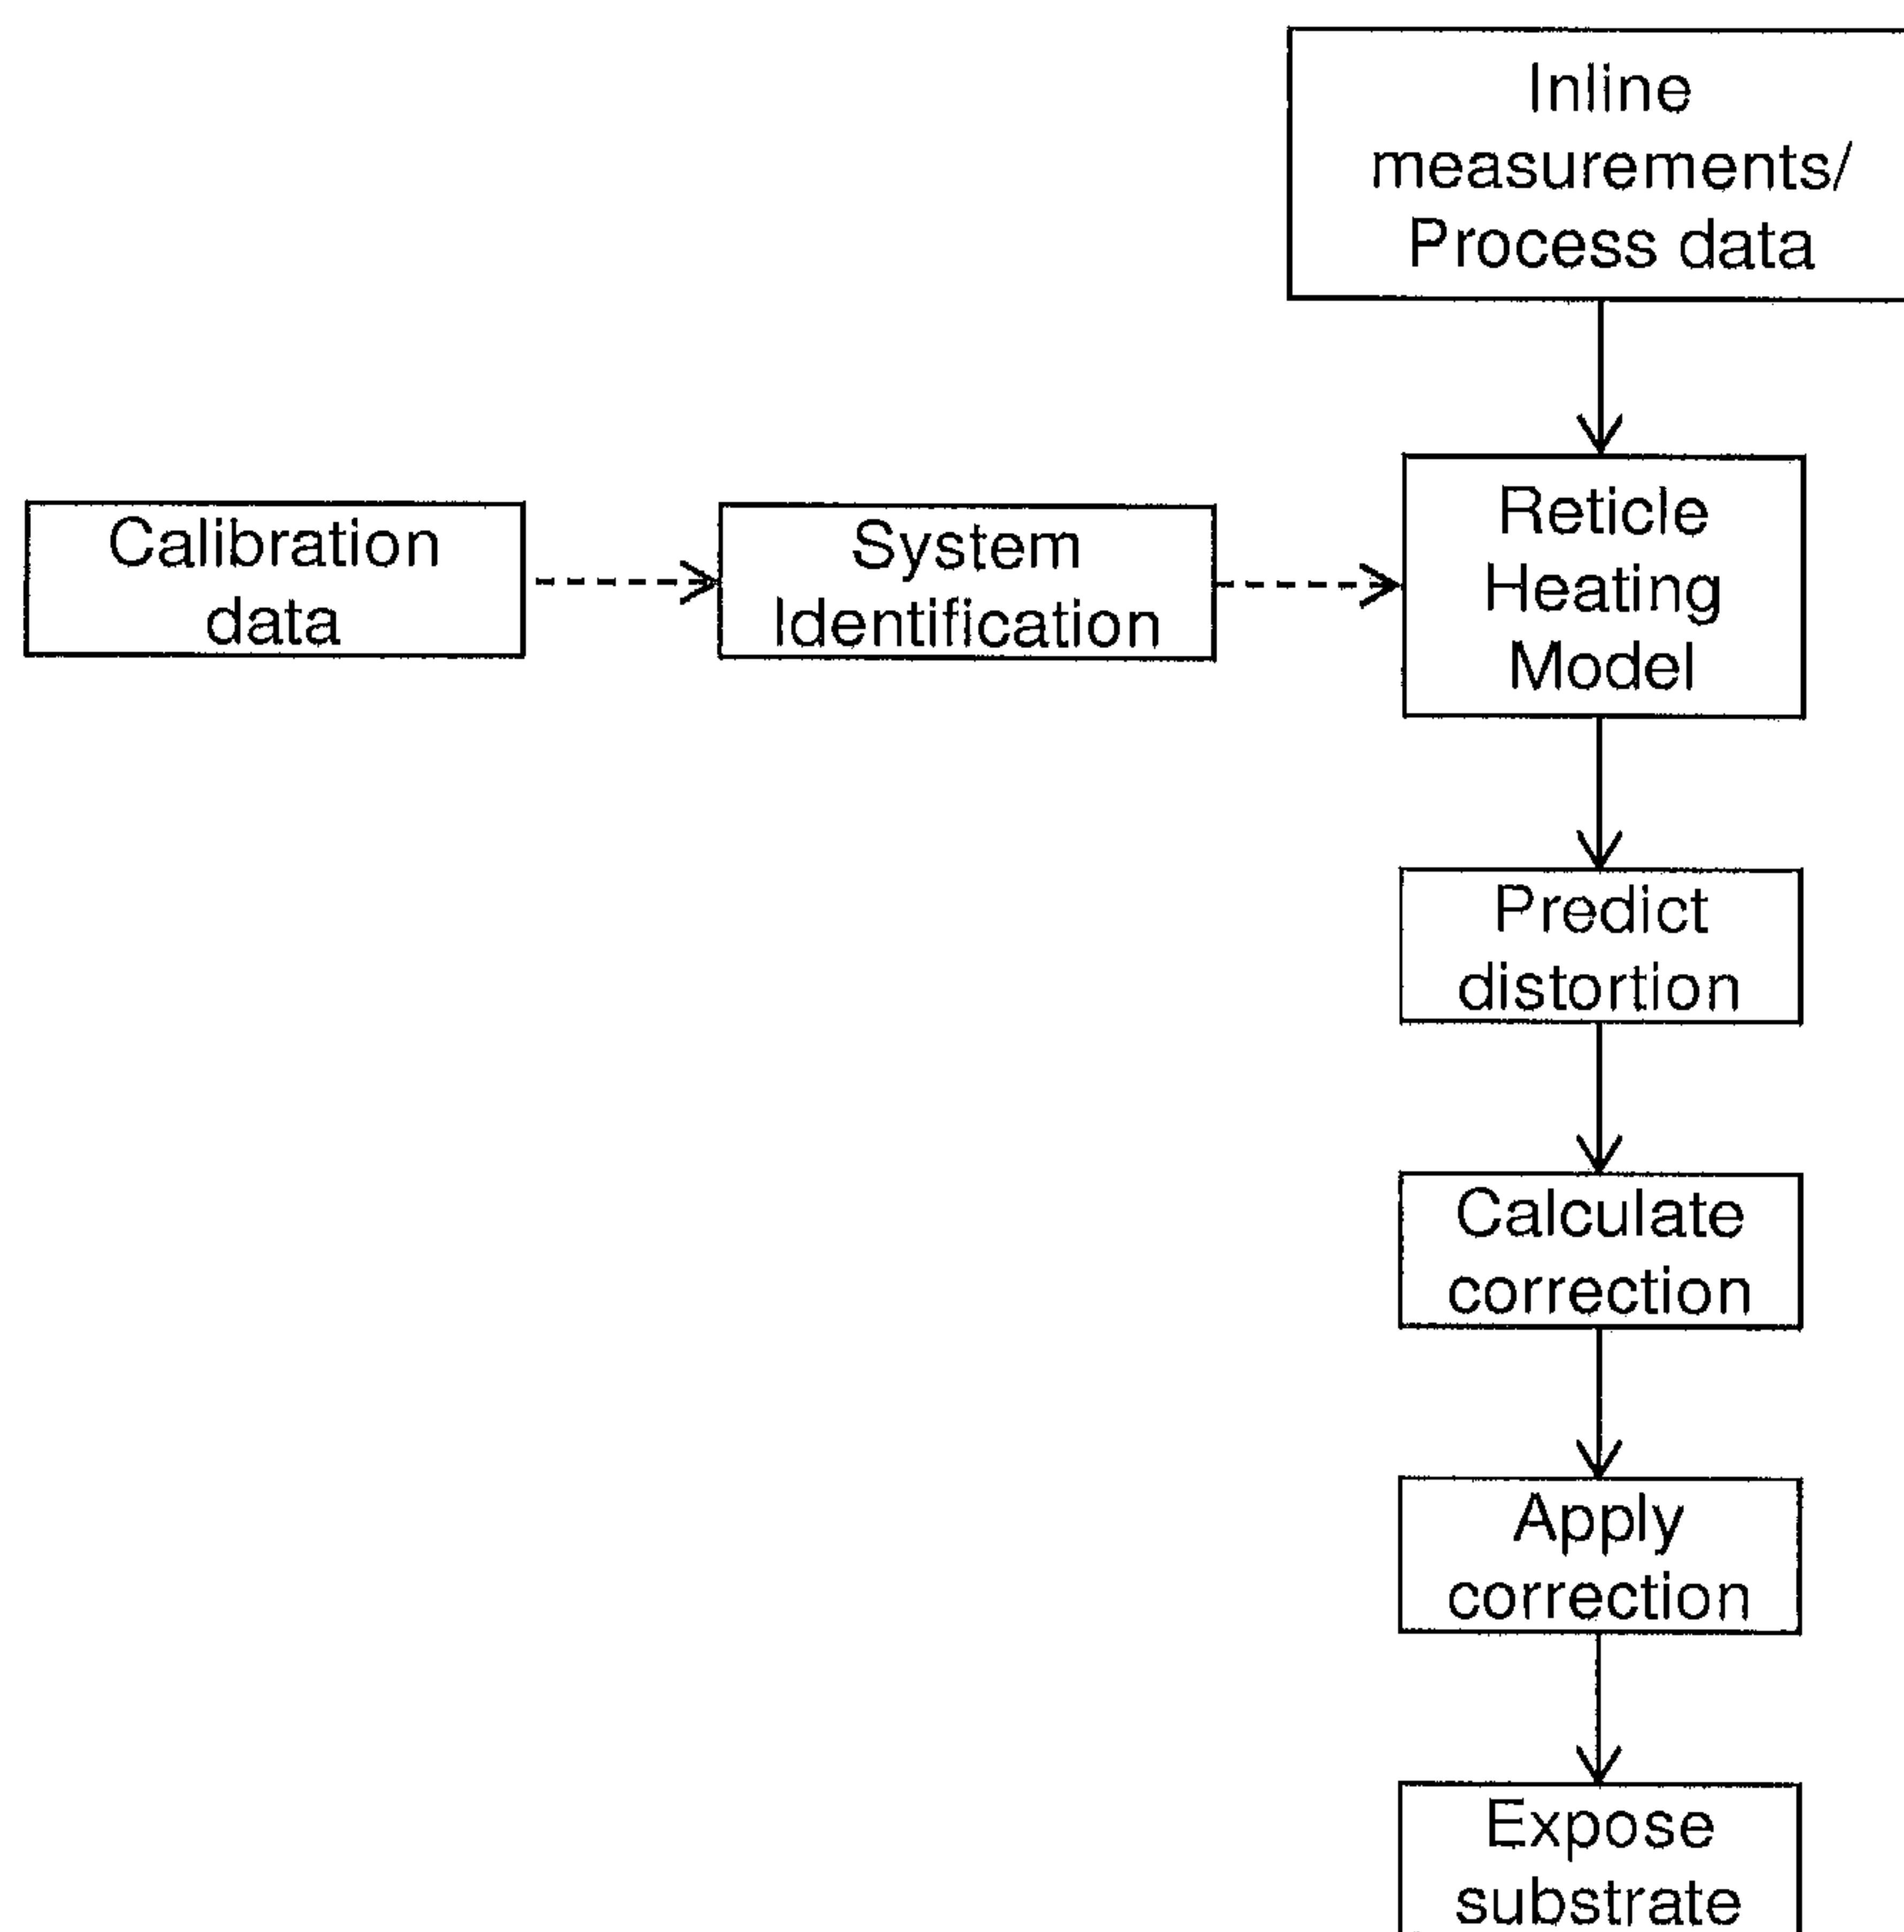 Inline
measurements/
Process data
Calibration
data
System
Identification
Reticle
Heating
Model
Predict
distortion
Calculate
correction
Apply
correction
Expose
substrate